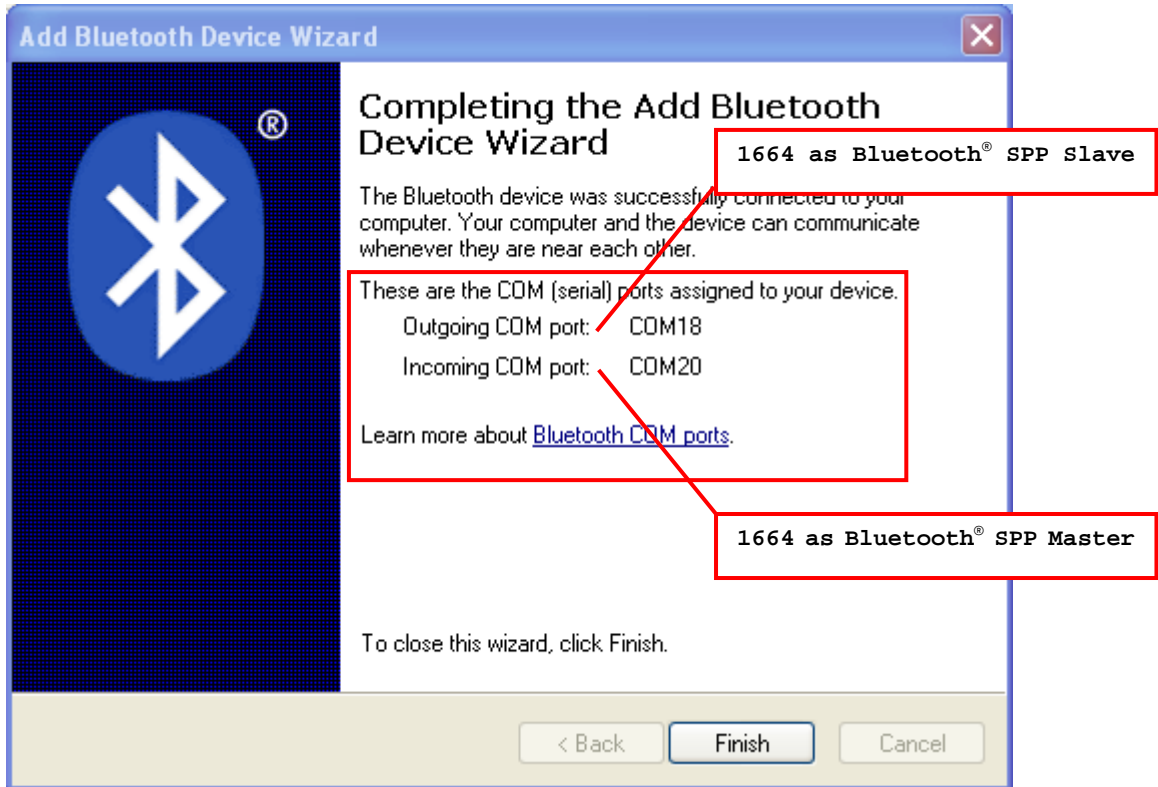 Add Bluetooth Device Wizard
®
Completing the Add Bluetooth
Device Wizard
1664 as Bluetooth® SPP Slave
The Bluetooth device was successfully connected to your
computer. Your computer and the device can communicate
whenever they are near each other.
These are the COM (serial) ports assigned to your device.
Outgoing COM port: COM18
Incoming COM port: COM20
Learn more about Bluetooth COM ports.
1664 as Bluetooth® SPP Master
To close this wizard, click Finish.
< Back Finish Cancel